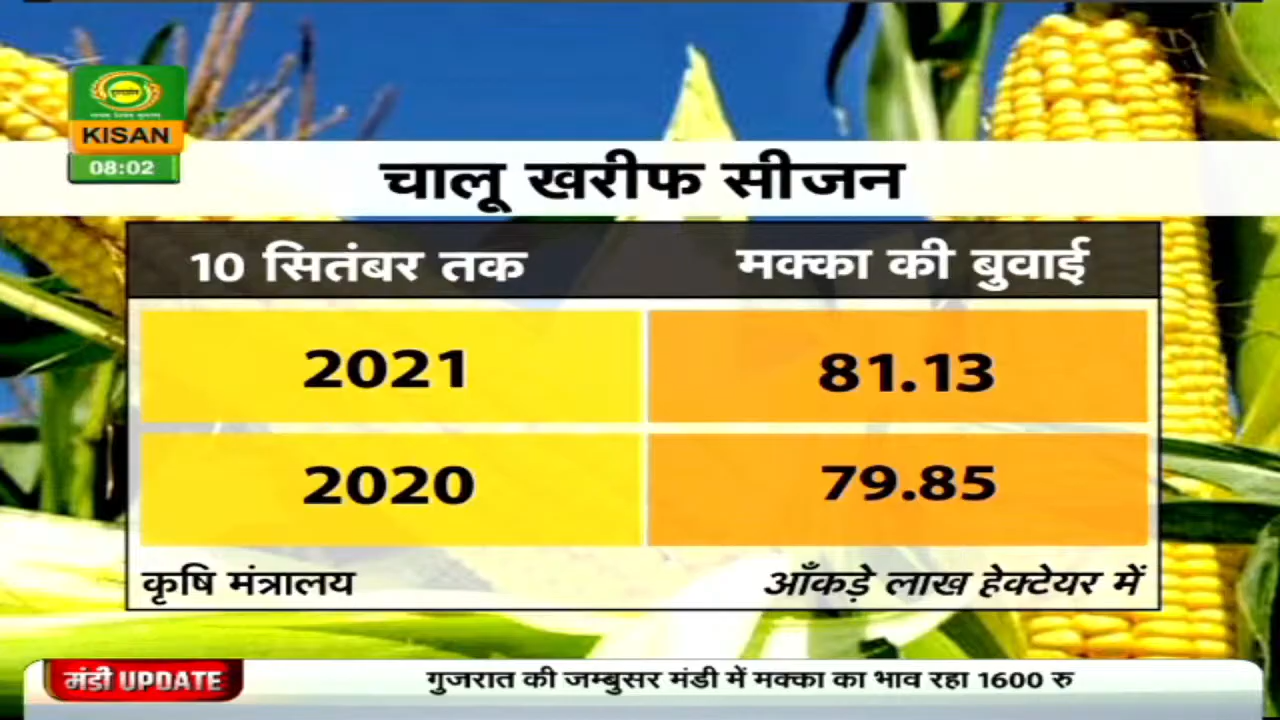 KISAN
08:02
चालू खरीफ सीजन
10 सितंबर तक मक्का की बुवाई
2021 81.13
2020 79.85
कृषि मंत्रालय आँकड़े लाख हेक्टेयर में
मंडी UPDATE गुजरात की जम्बुसर मंडी में मक्का का भाव रहा 1600 रु